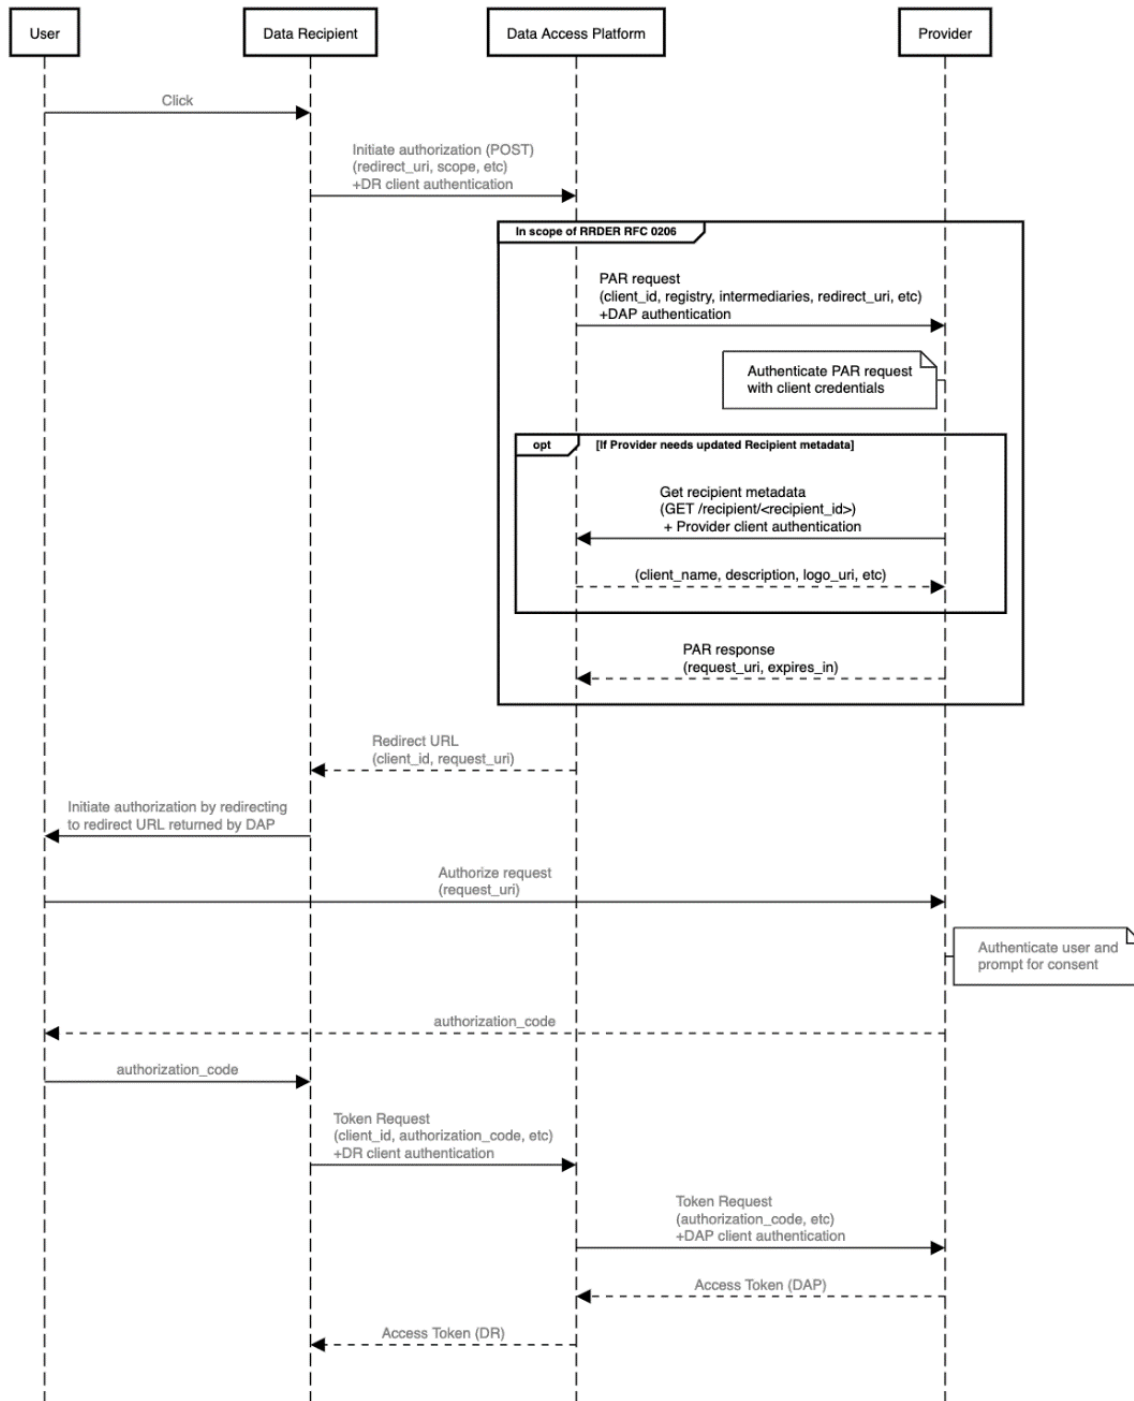 User
Data Recipient
Data Access Platform
Provider
Click
Initiate authorization (POST)
(redirect_uri, scope, etc)
+DR client authentication
In scope of RRDER RFC 0206
PAR request
(client_id, registry, intermediaries, redirect_uri, etc)
+DAP authentication
Authenticate PAR request
with client credentials
opt
[If Provider needs updated Recipient metadata]
Get recipient metadata
(GET /recipient/<recipient_id>)
+ Provider client authentication
(client_name, description, logo_uri, etc)
PAR response
(request_uri, expires_in)
Redirect URL
(client_id, request_uri)
Initiate authorization by redirecting
to redirect URL returned by DAP
Authorize request
(request_uri)
Authenticate user and
prompt for consent
authorization_code
authorization_code
Token Request
(client_id, authorization_code, etc)
+DR client authentication
Token Request
(authorization_code, etc)
+DAP client authentication
Access Token (DAP)
Access Token (DR)